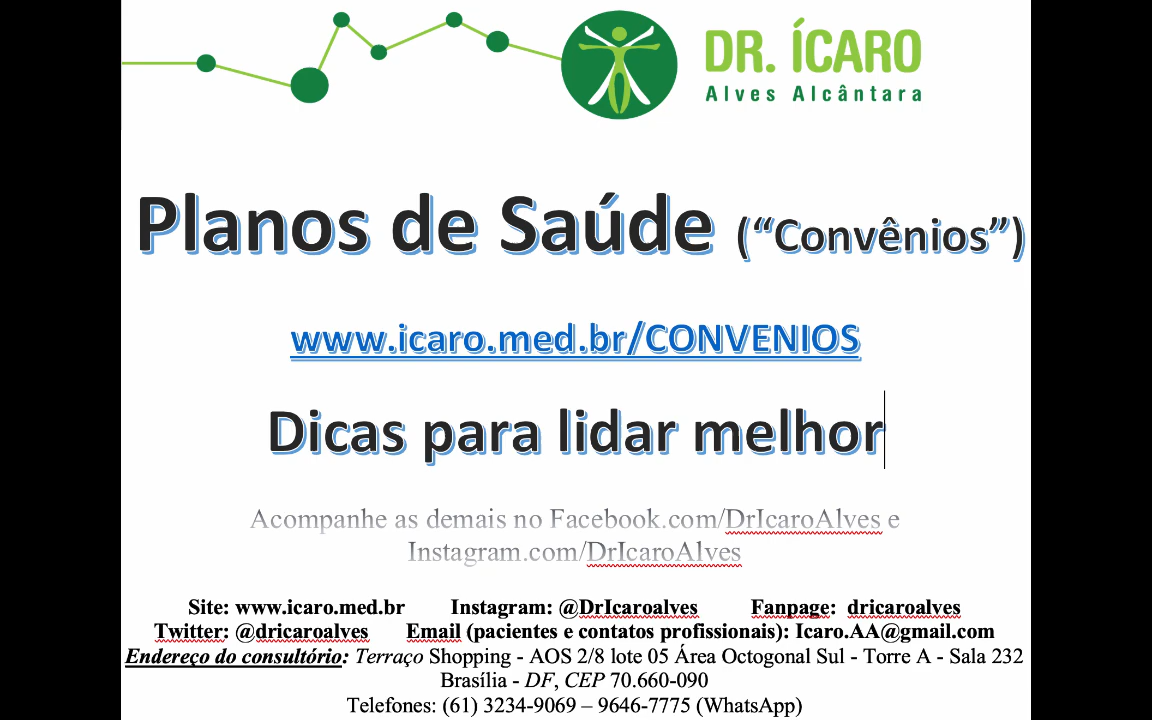 DR. ÍCARO
Alves Alcântara
Planos de Saúde (“Convênios”)
www.icaro.med.br/CONVENIOS
Dicas para lidar melhor
Acompanhe as demais no Facebook.com/DrIcaroAlves e
Instagram.com/DrIcaroAlves
Site: www.icaro.med.br Instagram: @DrIcaroalves Fanpage: dricaroalves
Twitter: @dricaroalves Email (pacientes e contatos profissionais): Icaro.AA@gmail.com
Endereço do consultório: Terraço Shopping - AOS 2/8 lote 05 Área Octogonal Sul - Torre A - Sala 232
Brasília - DF, CEP 70.660-090
Telefones: (61) 3234-9069 – 9646-7775 (WhatsApp)